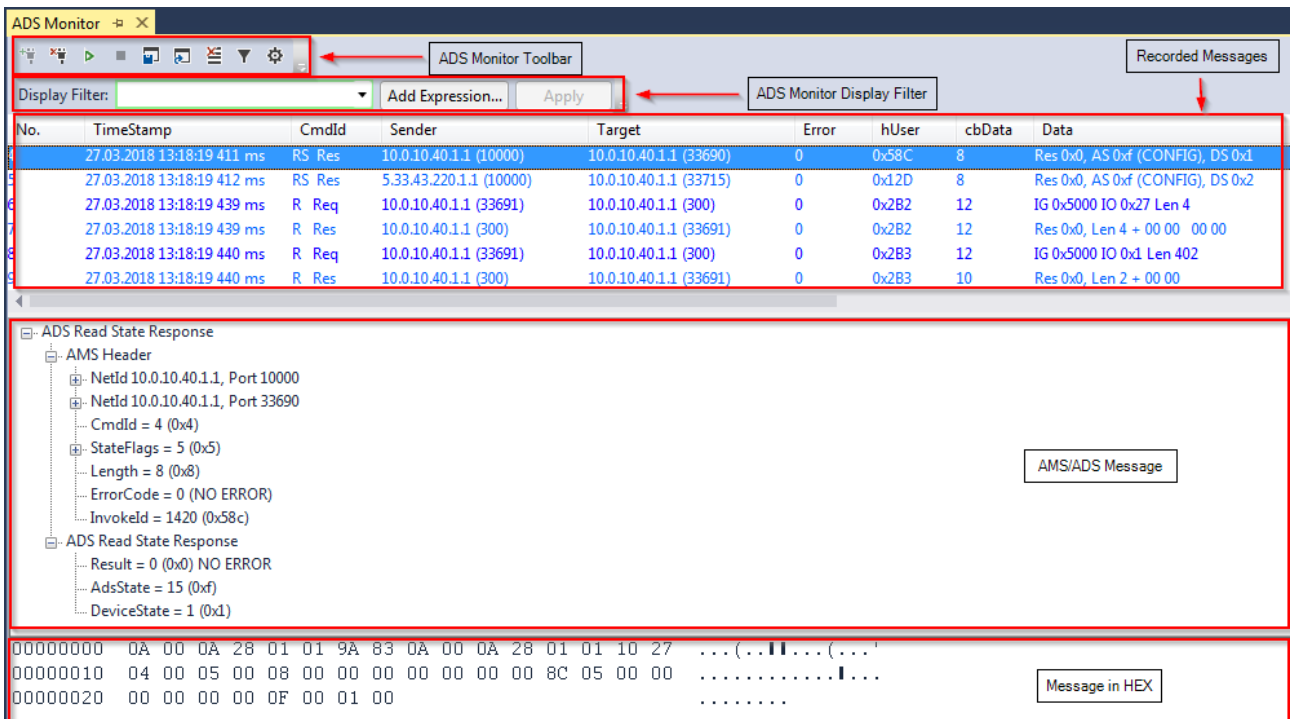 ADS Monitor
ADS Monitor Toolbar
Recorded Messages
Display Filter: Add Expression... Apply
ADS Monitor Display Filter
No. TimeStamp CmdId Sender Target Error hUser cbData Data
27.03.2018 13:18:19 411 ms RS Res 10.0.10.40.1.1 (10000) 10.0.10.40.1.1 (33690) 0 0x58C 8 Res 0x0, AS 0xf (CONFIG), DS 0x1
5 27.03.2018 13:18:19 412 ms RS Res 5.33.43.220.1.1 (10000) 10.0.10.40.1.1 (33715) 0 0x12D 8 Res 0x0, AS 0xf (CONFIG), DS 0x2
6 27.03.2018 13:18:19 439 ms R Req 10.0.10.40.1.1 (33691) 10.0.10.40.1.1 (300) 0 0x2B2 12 IG 0x5000 IO 0x27 Len 4
7 27.03.2018 13:18:19 439 ms R Res 10.0.10.40.1.1 (300) 10.0.10.40.1.1 (33691) 0 0x2B2 12 Res 0x0, Len 4 + 00 00 00 00
8 27.03.2018 13:18:19 440 ms R Req 10.0.10.40.1.1 (33691) 10.0.10.40.1.1 (300) 0 0x2B3 12 IG 0x5000 IO 0x1 Len 402
9 27.03.2018 13:18:19 440 ms R Res 10.0.10.40.1.1 (300) 10.0.10.40.1.1 (33691) 0 0x2B3 10 Res 0x0, Len 2 + 00 00
ADS Read State Response
AMS Header
NetId 10.0.10.40.1.1, Port 10000
NetId 10.0.10.40.1.1, Port 33690
CmdId = 4 (0x4)
StateFlags = 5 (0x5)
AMS/ADS Message
Length = 8 (0x8)
ErrorCode = 0 (NO ERROR)
InvokeId = 1420 (0x58c)
ADS Read State Response
Result = 0 (0x0) NO ERROR
AdsState = 15 (0xf)
DeviceState = 1 (0x1)
00000000 0A 00 0A 28 01 01 9A 83 0A 00 0A 28 01 01 10 27 ...(..▮▮...(...'
00000010 04 00 05 00 08 00 00 00 00 00 00 00 8C 05 00 00 ............▮...
Message in HEX
00000020 00 00 00 00 0F 00 01 00 ........